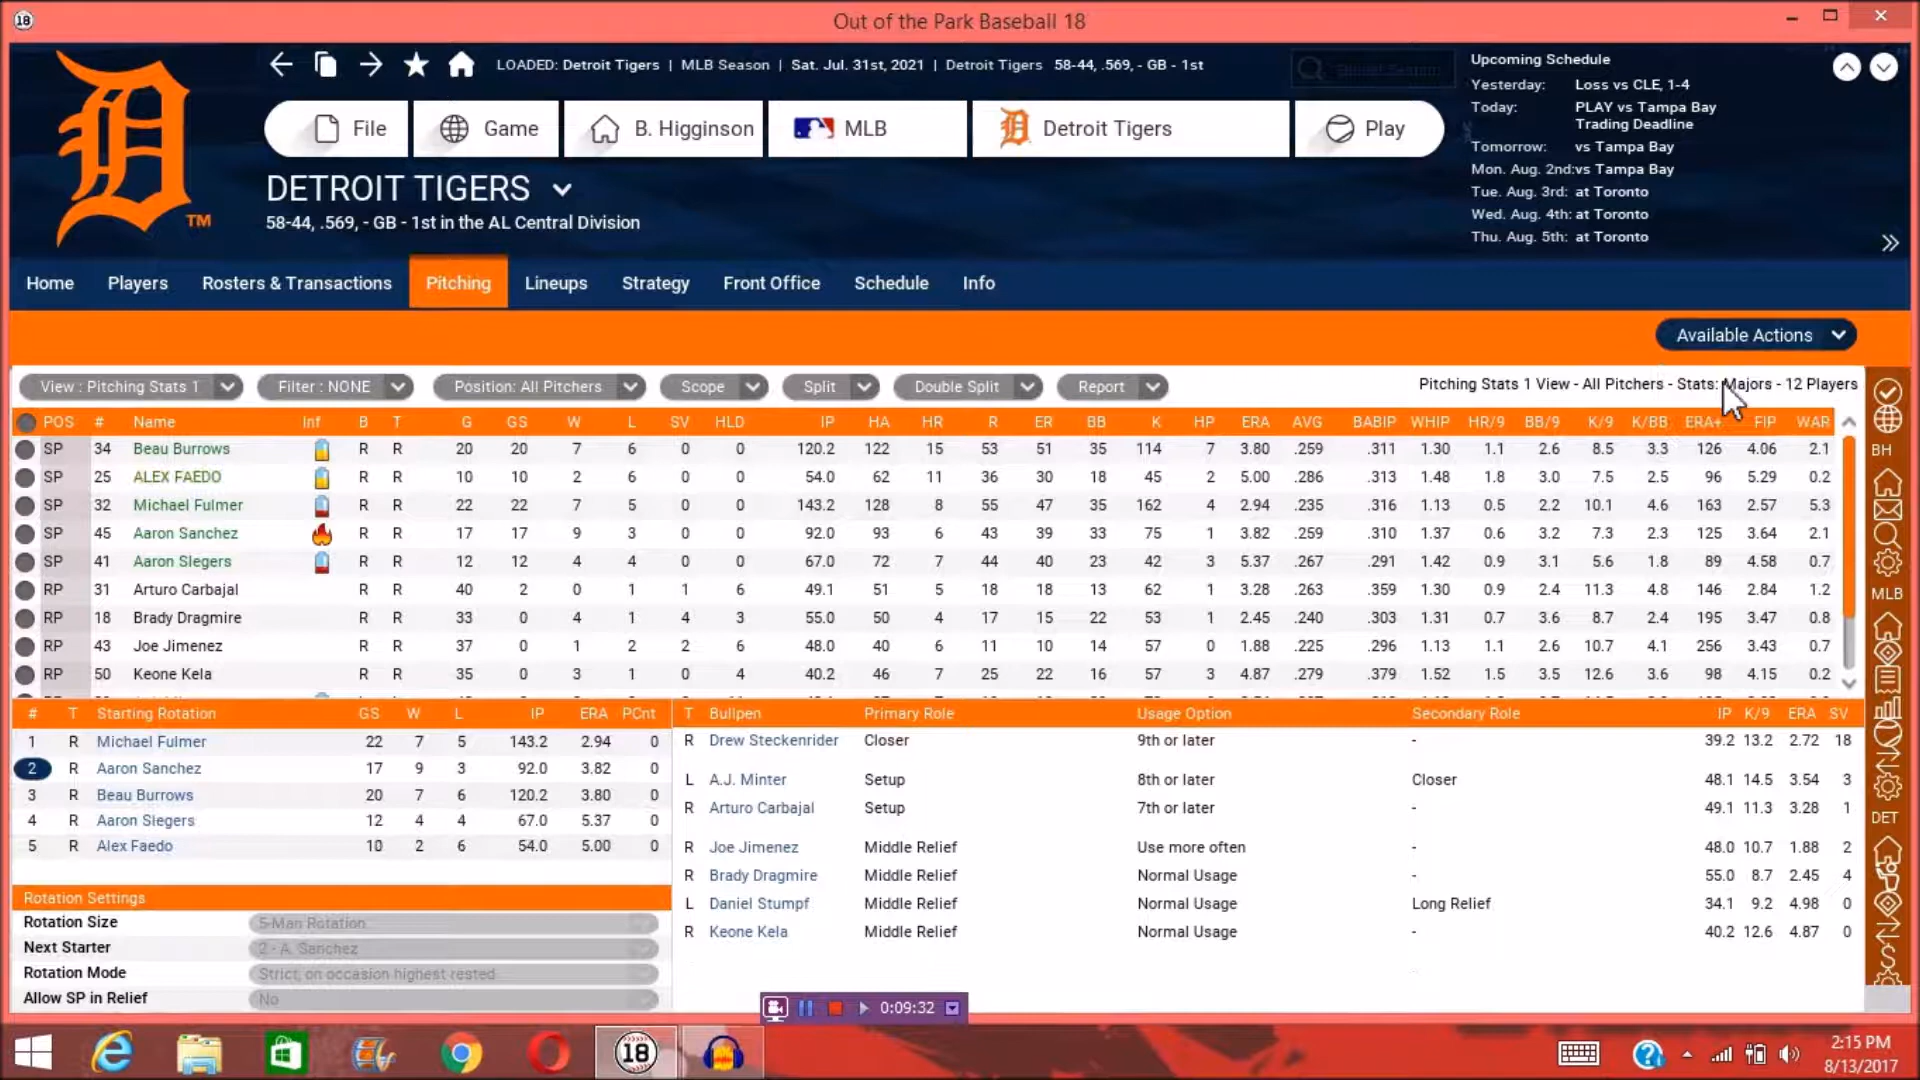 18 Out of the Park Baseball 18
LOADED: Detroit Tigers | MLB Season | Sat. Jul. 31st, 2021 | Detroit Tigers 58-44, .569, - GB - 1st
File Game B. Higginson MLB Detroit Tigers Play
DETROIT TIGERS
58-44, .569, - GB - 1st in the AL Central Division
TM
Upcoming Schedule
Yesterday: Loss vs CLE, 1-4
Today: PLAY vs Tampa Bay
Trading Deadline
Tomorrow: vs Tampa Bay
Mon. Aug. 2nd: vs Tampa Bay
Tue. Aug. 3rd: at Toronto
Wed. Aug. 4th: at Toronto
Thu. Aug. 5th: at Toronto
Home Players Rosters & Transactions Pitching Lineups Strategy Front Office Schedule Info
Available Actions
View : Pitching Stats 1 Filter : NONE Position: All Pitchers Scope Split Double Split Report Pitching Stats 1 View - All Pitchers - Stats: Majors - 12 Players
POS # Name Inf B T G GS W L SV HLD IP HA HR R ER BB K HP ERA AVG BABIP WHIP HR/9 BB/9 K/9 K/BB ERA+ FIP WAR
SP 34 Beau Burrows R R 20 20 7 6 0 0 120.2 122 15 53 51 35 114 7 3.80 .259 .311 1.30 1.1 2.6 8.5 3.3 126 4.06 2.1
SP 25 ALEX FAEDO R R 10 10 2 6 0 0 54.0 62 11 36 30 18 45 2 5.00 .286 .313 1.48 1.8 3.0 7.5 2.5 96 5.29 0.2
SP 32 Michael Fulmer R R 22 22 7 5 0 0 143.2 128 8 55 47 35 162 4 2.94 .235 .316 1.13 0.5 2.2 10.1 4.6 163 2.57 5.3
SP 45 Aaron Sanchez R R 17 17 9 3 0 0 92.0 93 6 43 39 33 75 1 3.82 .259 .310 1.37 0.6 3.2 7.3 2.3 125 3.64 2.1
SP 41 Aaron Slegers R R 12 12 4 4 0 0 67.0 72 7 44 40 23 42 3 5.37 .267 .291 1.42 0.9 3.1 5.6 1.8 89 4.58 0.7
RP 31 Arturo Carbajal R R 40 2 0 1 1 6 49.1 51 5 18 18 13 62 1 3.28 .263 .359 1.30 0.9 2.4 11.3 4.8 146 2.84 1.2
RP 18 Brady Dragmire R R 33 0 4 1 4 3 55.0 50 4 17 15 22 53 1 2.45 .240 .303 1.31 0.7 3.6 8.7 2.4 195 3.47 0.8
RP 43 Joe Jimenez R R 37 0 1 2 2 6 48.0 40 6 11 10 14 57 0 1.88 .225 .296 1.13 1.1 2.6 10.7 4.1 256 3.43 0.7
RP 50 Keone Kela R R 35 0 3 1 0 4 40.2 46 7 25 22 16 57 3 4.87 .279 .379 1.52 1.5 3.5 12.6 3.6 98 4.15 0.2
# T Starting Rotation GS W L IP ERA PCnt
1 R Michael Fulmer 22 7 5 143.2 2.94 0
2 R Aaron Sanchez 17 9 3 92.0 3.82 0
3 R Beau Burrows 20 7 6 120.2 3.80 0
4 R Aaron Slegers 12 4 4 67.0 5.37 0
5 R Alex Faedo 10 2 6 54.0 5.00 0
Rotation Settings
Rotation Size 5-Man Rotation
Next Starter 2 - A. Sanchez
Rotation Mode Strict, on occasion highest rested
Allow SP in Relief No
T Bullpen Primary Role Usage Option Secondary Role IP K/9 ERA SV
R Drew Steckenrider Closer 9th or later - 39.2 13.2 2.72 18
L A.J. Minter Setup 8th or later Closer 48.1 14.5 3.54 3
R Arturo Carbajal Setup 7th or later - 49.1 11.3 3.28 1
R Joe Jimenez Middle Relief Use more often - 48.0 10.7 1.88 2
R Brady Dragmire Middle Relief Normal Usage - 55.0 8.7 2.45 4
L Daniel Stumpf Middle Relief Normal Usage Long Relief 34.1 9.2 4.98 0
R Keone Kela Middle Relief Normal Usage - 40.2 12.6 4.87 0
BH
MLB
DET
0:09:32
18
2:15 PM
8/13/2017